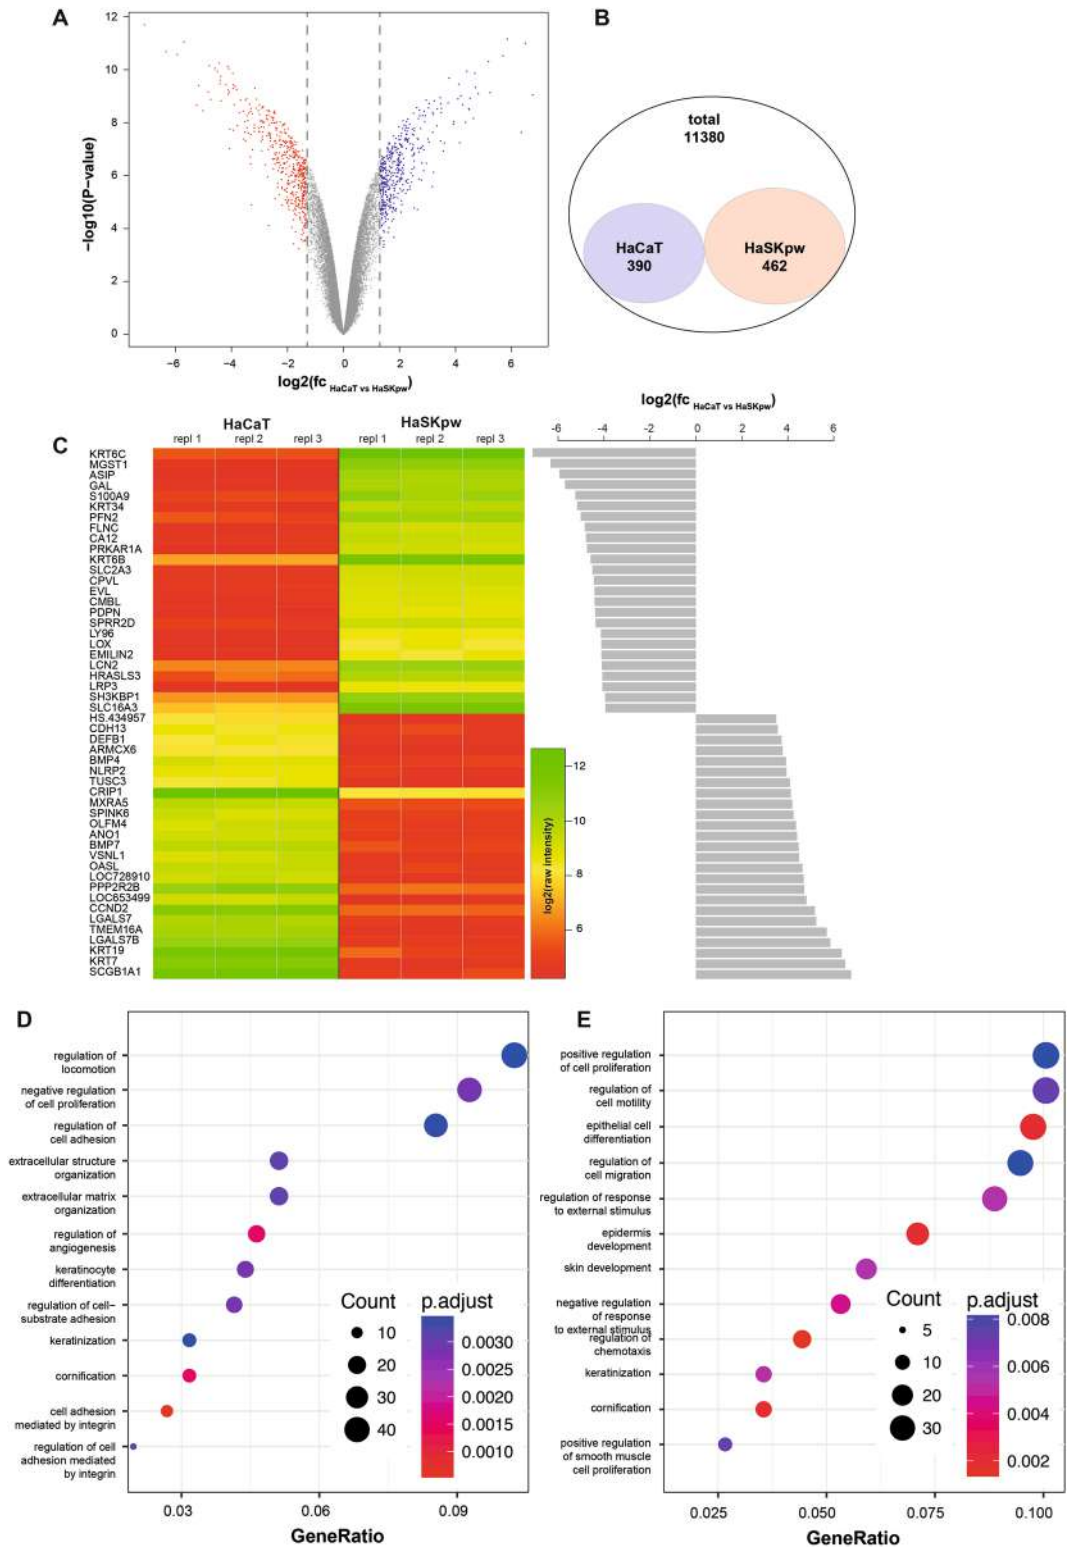 A
12
10
8
6
4
2
0
−log10(P−value)
−6
−4
−2
0
2
4
6
log2(fc HaCaT vs HaSKpw)
B
total
11380
HaCaT
390
HaSKpw
462
C
HaCaT
HaSKpw
repl 1
repl 2
repl 3
repl 1
repl 2
repl 3
log2(fc HaCaT vs HaSKpw)
-6
-4
-2
0
2
4
6
KRT6C
MGST1
ASIP
GAL
S100A9
KRT34
PFN2
FLNC
CA12
PRKAR1A
KRT6B
SLC2A3
CPVL
EVL
CMBL
PDPN
SPRR2D
LY96
LOX
EMILIN2
LCN2
HRASLS3
LRP3
SH3KBP1
SLC16A3
HS.434957
CDH13
DEFB1
ARMCX6
BMP4
NLRP2
TUSC3
CRIP1
MXRA5
SPINK6
OLFM4
ANO1
BMP7
VSNL1
OASL
LOC728910
PPP2R2B
LOC653499
CCND2
LGALS7
TMEM16A
LGALS7B
KRT19
KRT7
SCGB1A1
log2(raw intensity)
12
10
8
6
D
regulation of
locomotion
negative regulation
of cell proliferation
regulation of
cell adhesion
extracellular structure
organization
extracellular matrix
organization
regulation of
angiogenesis
keratinocyte
differentiation
regulation of cell−
substrate adhesion
keratinization
cornification
cell adhesion
mediated by integrin
regulation of cell
adhesion mediated
by integrin
Count
10
20
30
40
p.adjust
0.0030
0.0025
0.0020
0.0015
0.0010
0.03
0.06
0.09
GeneRatio
E
positive regulation
of cell proliferation
regulation of
cell motility
epithelial cell
differentiation
regulation of
cell migration
regulation of response
to external stimulus
epidermis
development
skin development
negative regulation
of response
to external stimulus
regulation of
chemotaxis
keratinization
cornification
positive regulation
of smooth muscle
cell proliferation
Count
5
10
20
30
p.adjust
0.008
0.006
0.004
0.002
0.025
0.050
0.075
0.100
GeneRatio